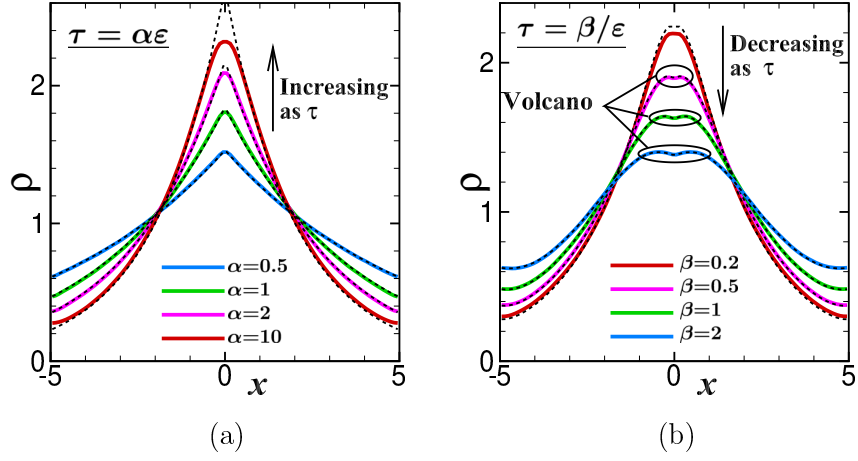 τ = αε
Increasing
as τ
ρ
2
1
0
α=0.5
α=1
α=2
α=10
-5
0
5
x
(a)
τ = β/ε
Decreasing
as τ
Volcano
ρ
2
1
0
β=0.2
β=0.5
β=1
β=2
-5
0
5
x
(b)